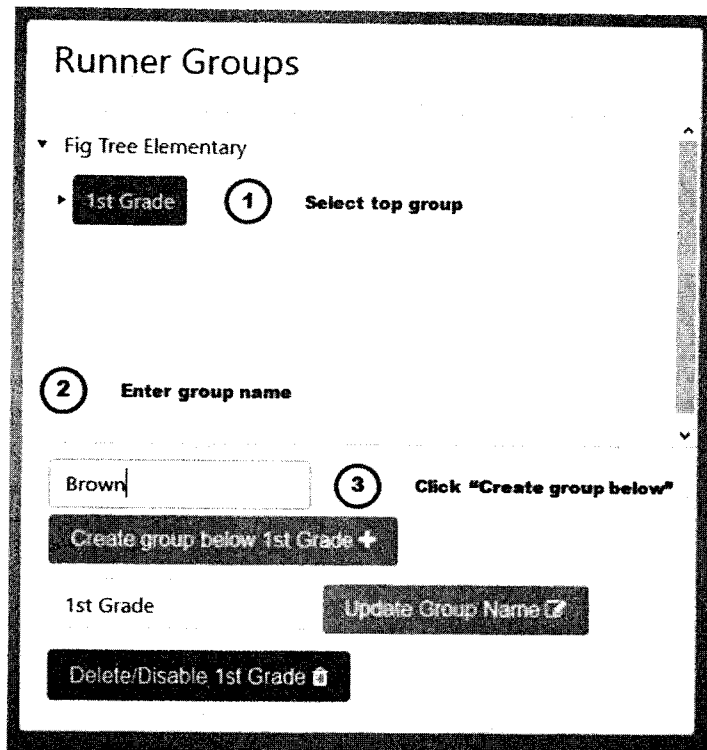 Runner Groups
Fig Tree Elementary
1st Grade
1
Select top group
2
Enter group name
Brown
3
Click “Create group below”
Create group below 1st Grade
1st Grade
Update Group Name
Delete/Disable 1st Grade